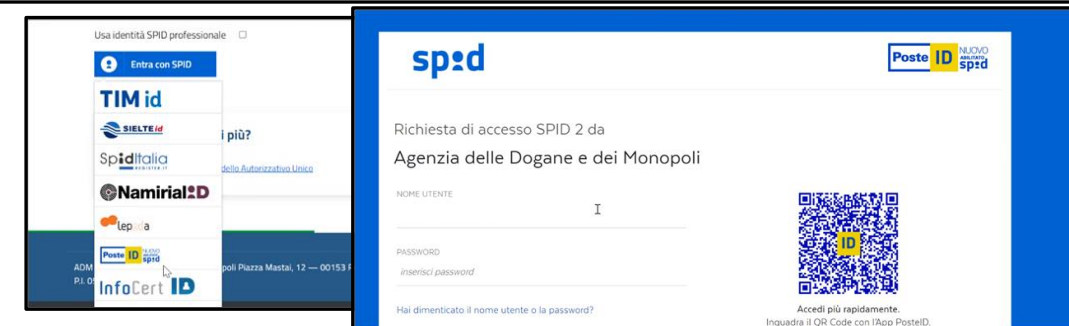 Usa identità SPID professionale
Entra con SPID
TIM id
SIELTE id
i più?
SpidItalia
REGISTER.IT
dello Autorizzativo Unico
Namirial ID
lepida
Poste ID NUOVO ABILITATO spid
ADM
poli Piazza Mastai, 12 — 00153
P.I. 0
InfoCert ID
spid
Poste ID NUOVO ABILITATO spid
Richiesta di accesso SPID 2 da
Agenzia delle Dogane e dei Monopoli
NOME UTENTE
PASSWORD
inserisci password
Hai dimenticato il nome utente o la password?
ID
Accedi più rapidamente.
Inquadra il QR Code con l'App PosteID.